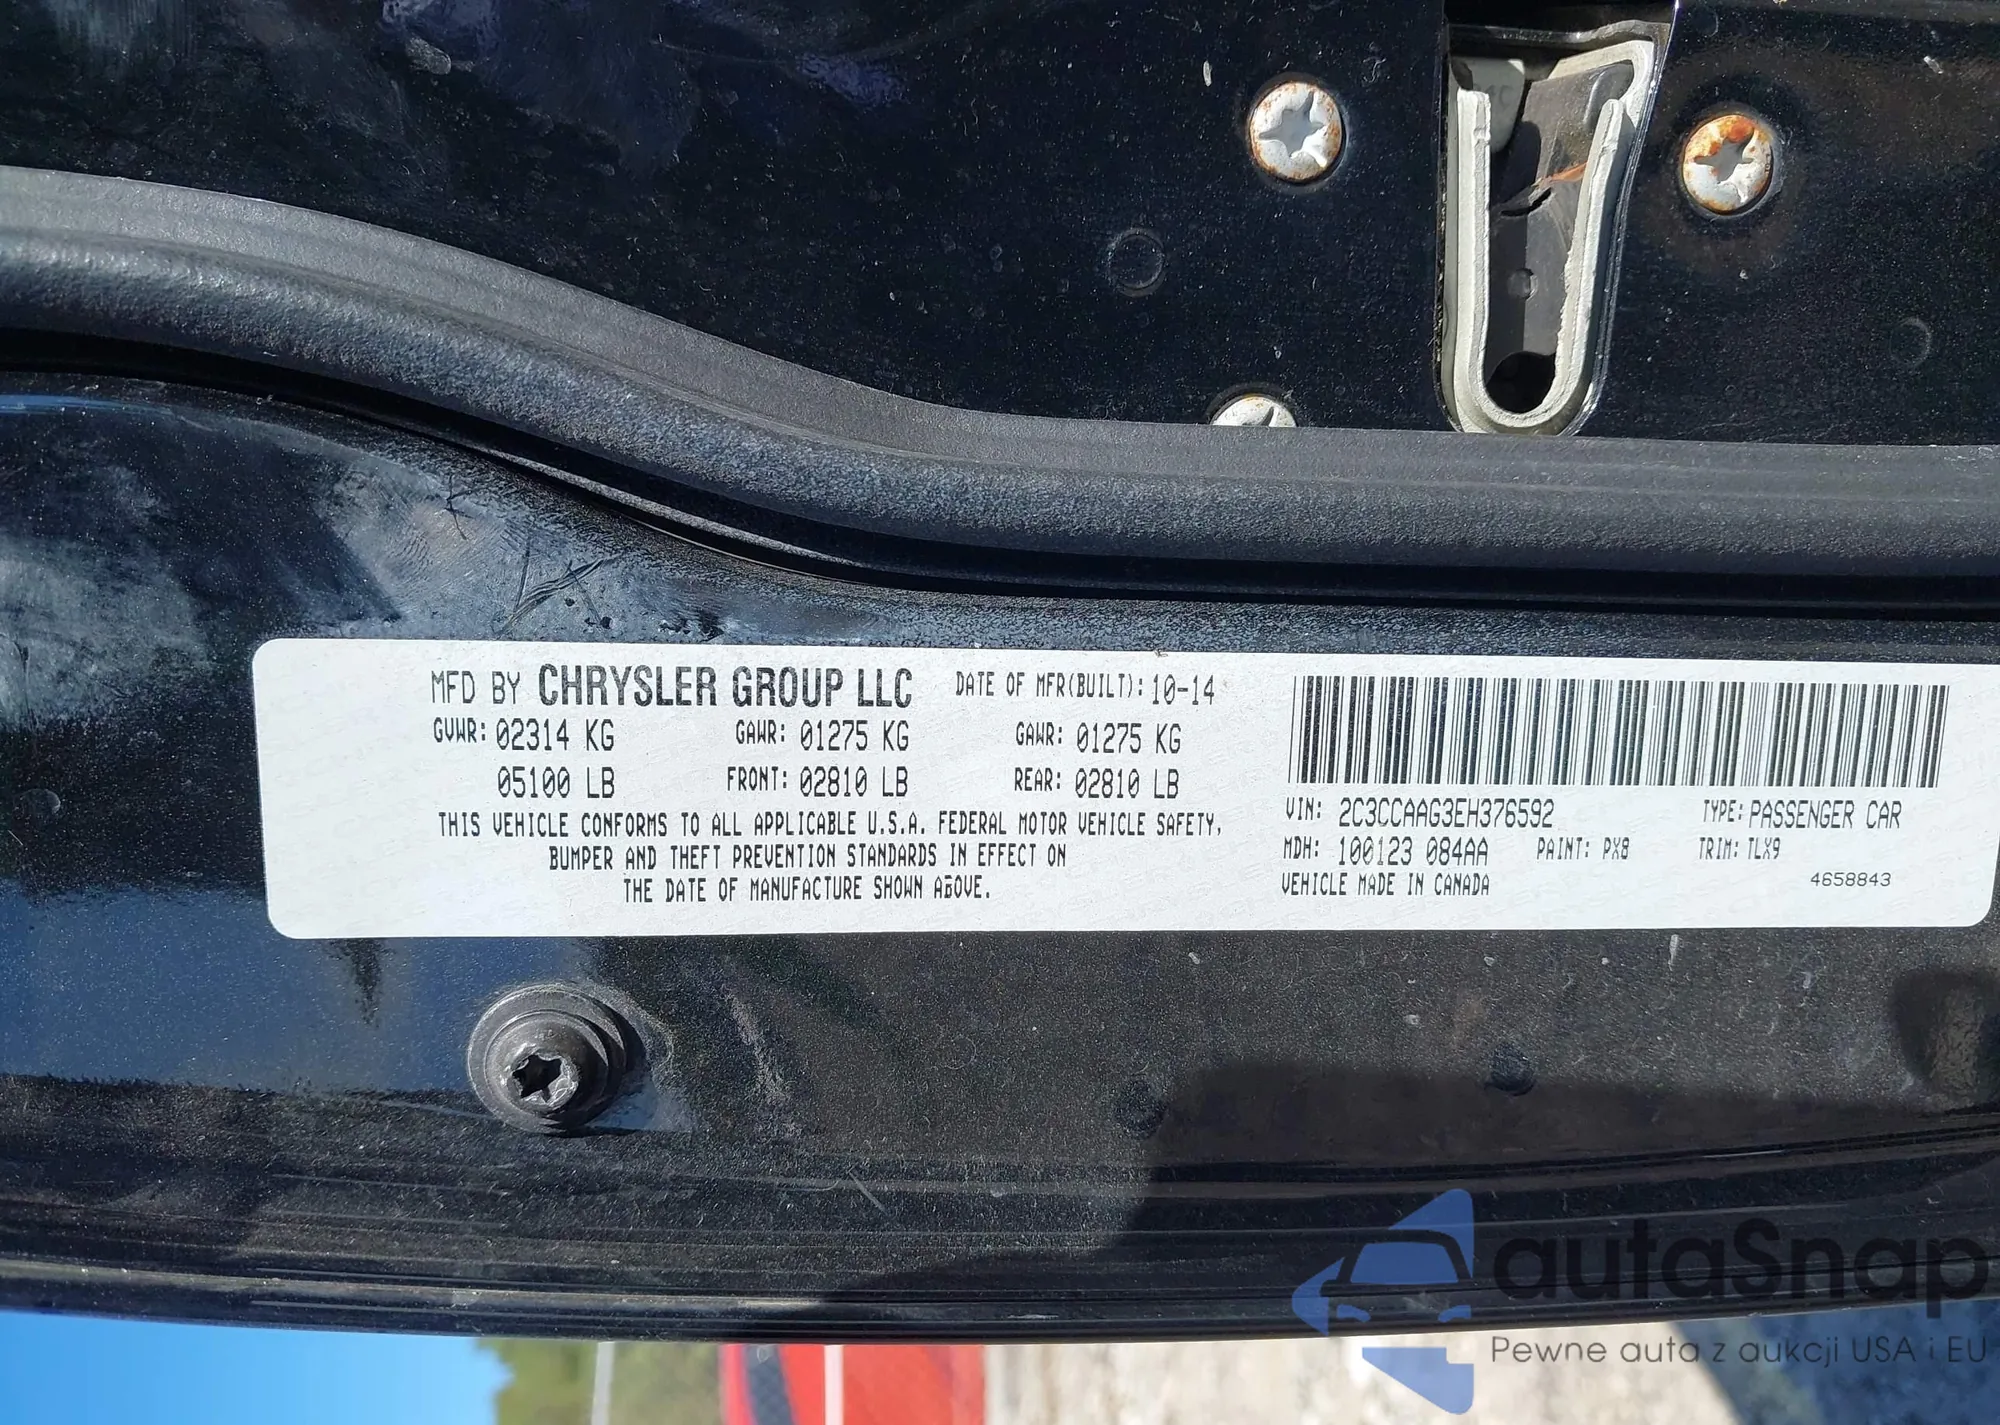 MFD BY CHRYSLER GROUP LLC DATE OF MFR(BUILT): 10-14
GVWR: 02314 KG GAWR: 01275 KG GAWR: 01275 KG
05100 LB FRONT: 02810 LB REAR: 02810 LB
THIS VEHICLE CONFORMS TO ALL APPLICABLE U.S.A. FEDERAL MOTOR VEHICLE SAFETY,
BUMPER AND THEFT PREVENTION STANDARDS IN EFFECT ON
THE DATE OF MANUFACTURE SHOWN ABOVE.
VIN: 2C3CCAAG3EH376592 TYPE: PASSENGER CAR
MDH: 100123 084AA PAINT: PX8 TRIM: TLX9
VEHICLE MADE IN CANADA 4658843
autaSnap
Pewne auta z aukcji USA i EU